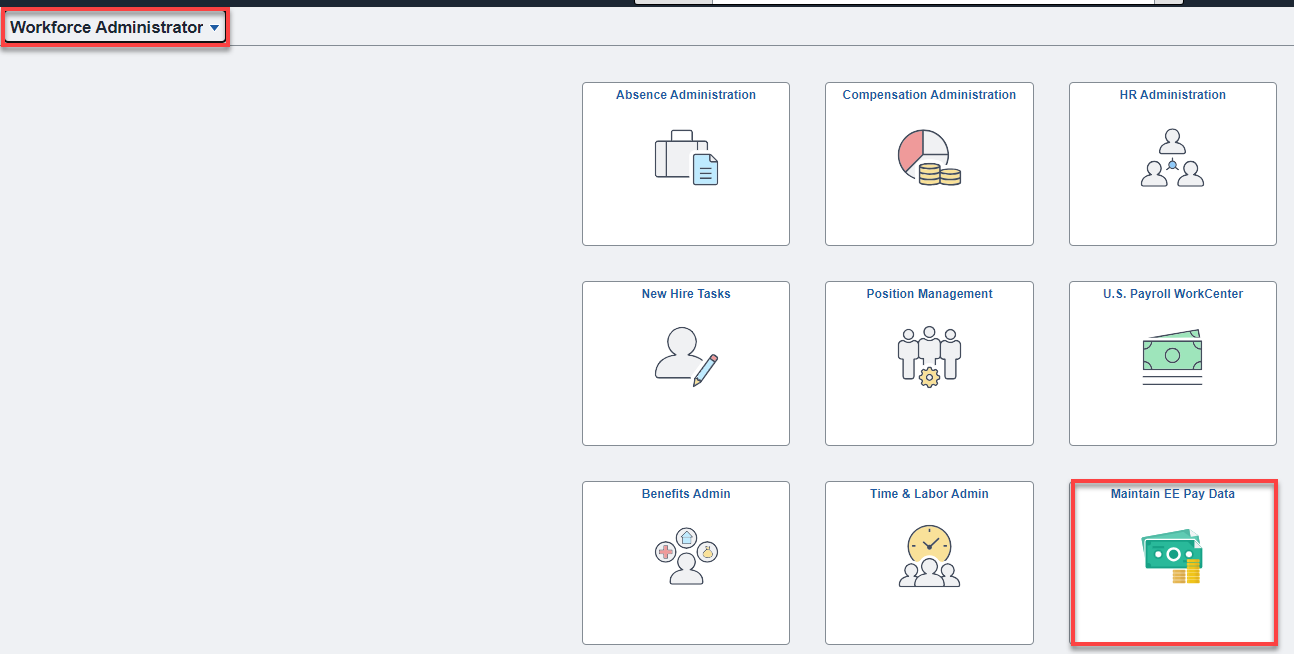 Workforce Administrator
Absence Administration
Compensation Administration
HR Administration
New Hire Tasks
Position Management
U.S. Payroll WorkCenter
Benefits Admin
Time & Labor Admin
Maintain EE Pay Data